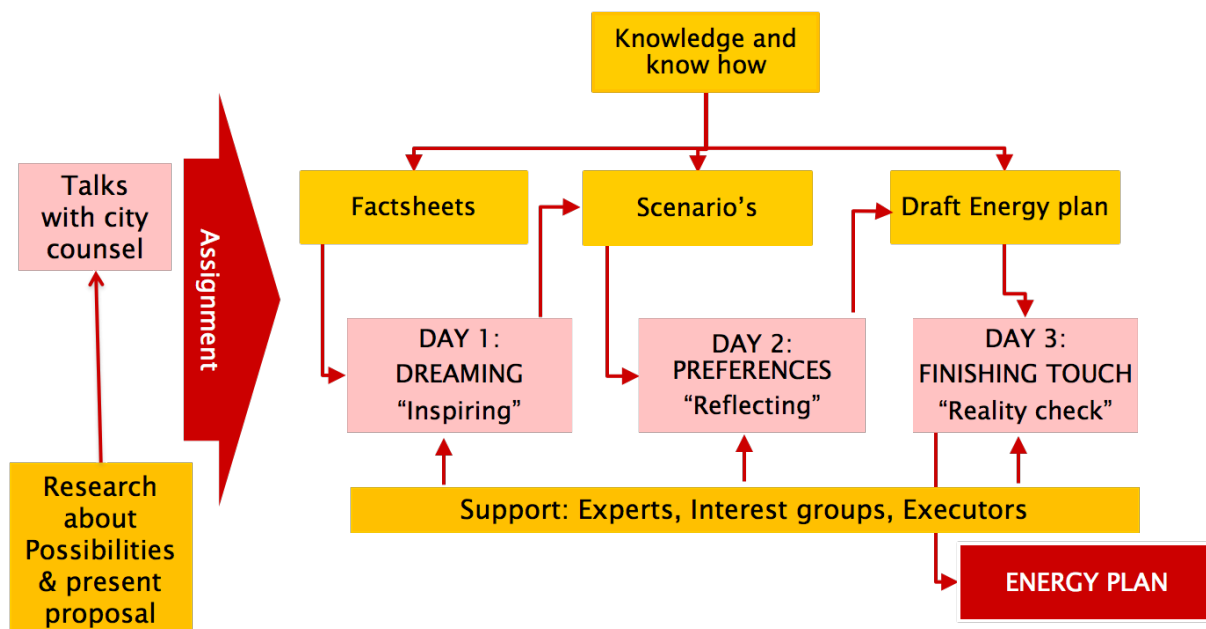 Knowledge and
know how
Talks
with city
counsel
Assignment
Factsheets
Scenario's
Draft Energy plan
DAY 1:
DREAMING
“Inspiring”
DAY 2:
PREFERENCES
“Reflecting”
DAY 3:
FINISHING TOUCH
“Reality check”
Research
about
Possibilities
& present
proposal
Support: Experts, Interest groups, Executors
ENERGY PLAN